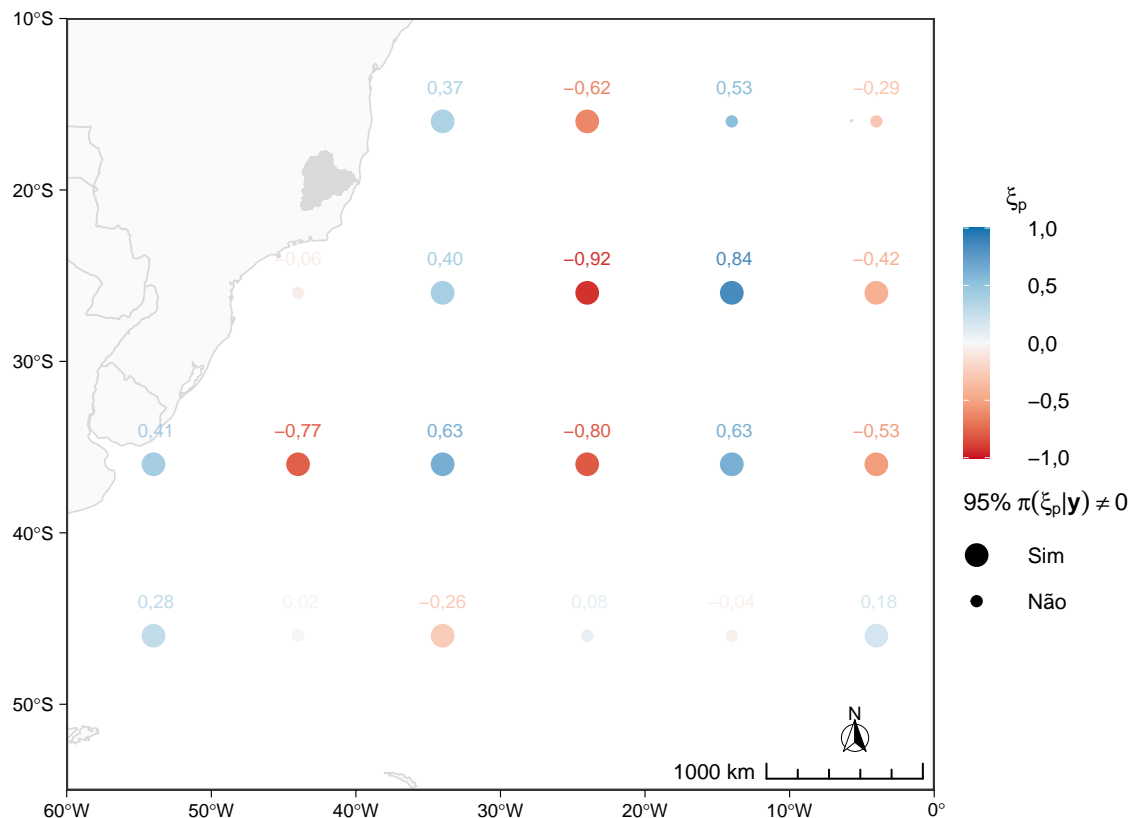 10°S
0,37 −0,62 0,53 −0,29
20°S
ξp
1,0
−0,06 0,40 −0,92 0,84 −0,42
0,5
0,0
30°S
−0,5
0,41 −0,77 0,63 −0,80 0,63 −0,53
−1,0
95% π(ξp|y) ≠ 0
40°S
Sim
0,28 0,02 −0,26 0,08 −0,04 0,18
Não
50°S
N
1000 km
60°W 50°W 40°W 30°W 20°W 10°W 0°